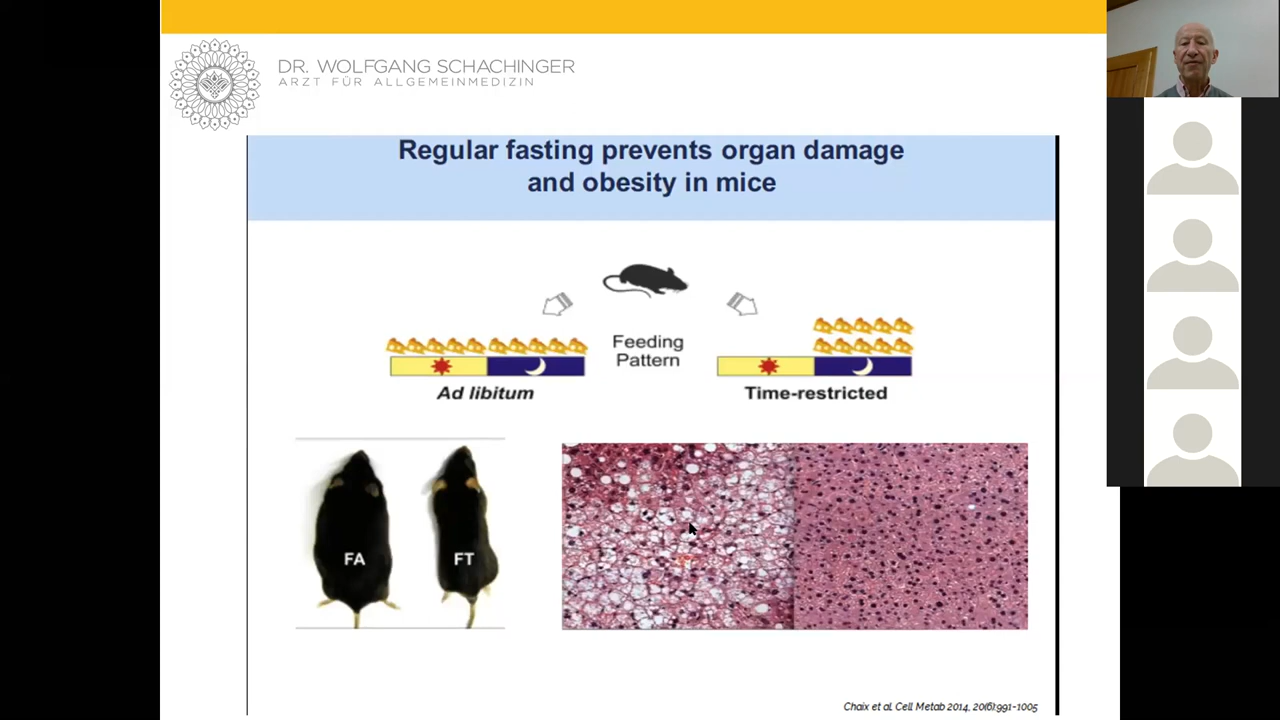 DR. WOLFGANG SCHACHINGER
ARZT FÜR ALLGEMEINMEDIZIN
Regular fasting prevents organ damage
and obesity in mice
Feeding
Pattern
Ad libitum
Time-restricted
FA
FT
Chaix et al. Cell Metab 2014, 20(6):991-1005